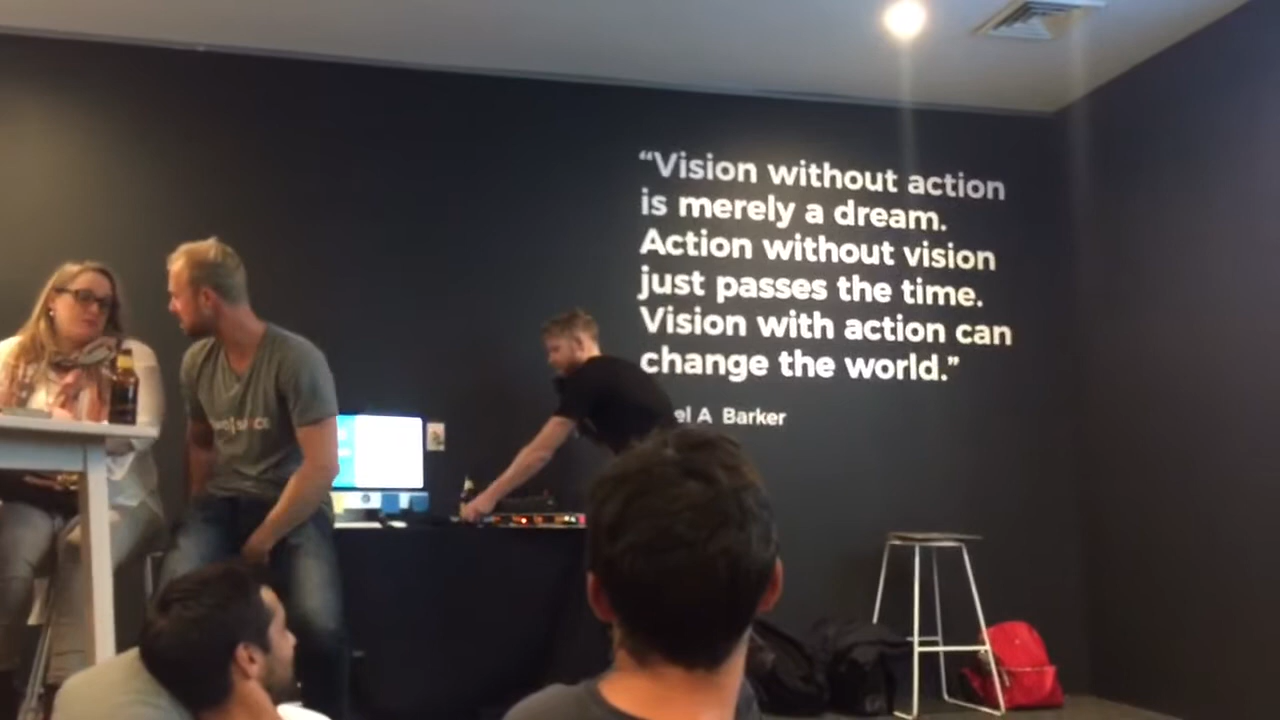 “Vision without action
is merely a dream.
Action without vision
just passes the time.
Vision with action can
change the world.”
el A Barker